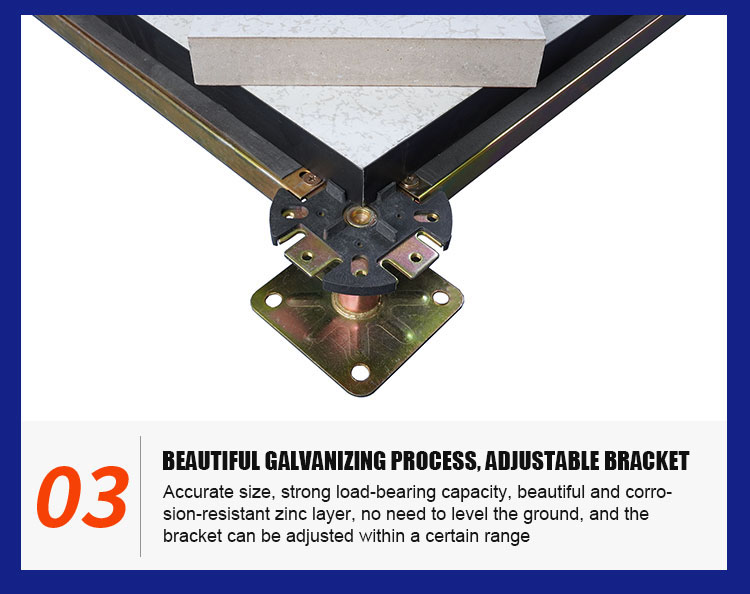 03
BEAUTIFUL GALVANIZING PROCESS, ADJUSTABLE BRACKET
Accurate size, strong load-bearing capacity, beautiful and corro-
sion-resistant zinc layer, no need to level the ground, and the
bracket can be adjusted within a certain range